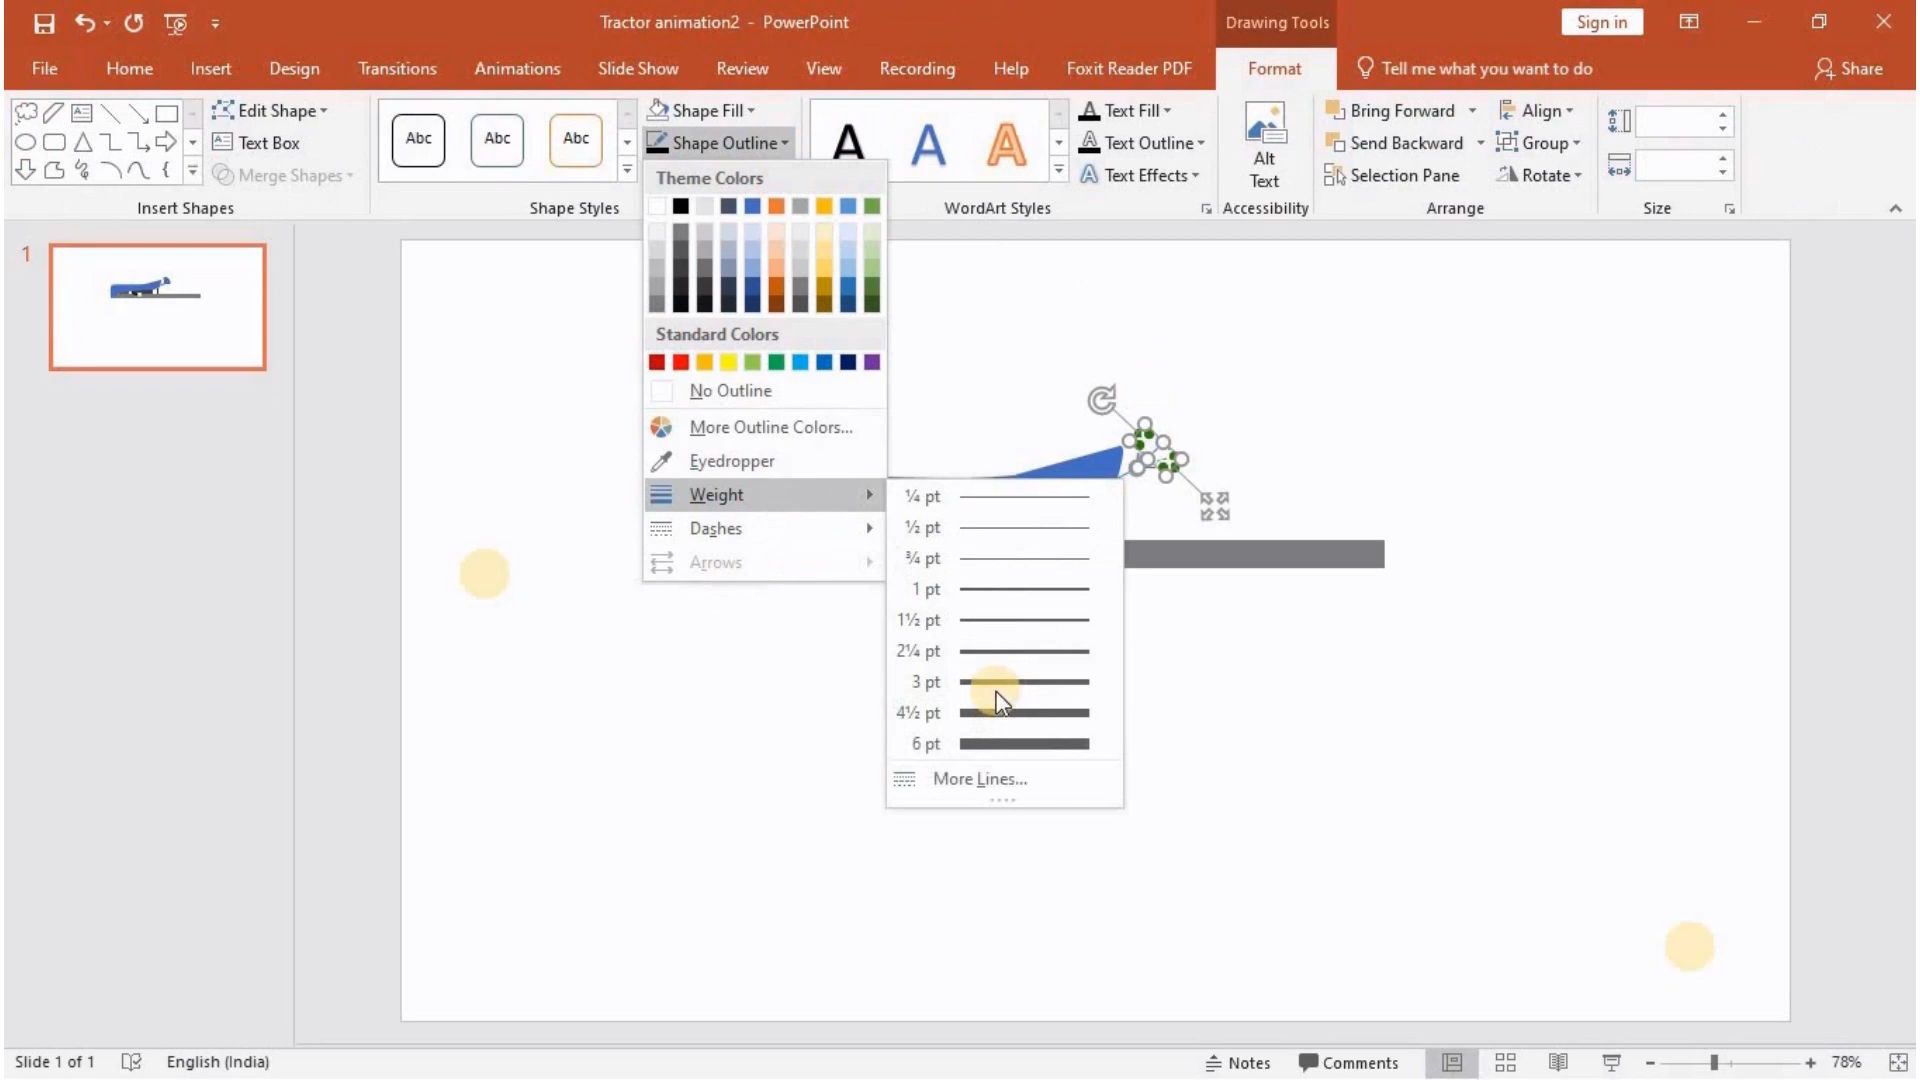 Tractor animation2 - PowerPoint
Drawing Tools
Sign in
File
Home
Insert
Design
Transitions
Animations
Slide Show
Review
View
Recording
Help
Foxit Reader PDF
Format
Tell me what you want to do
Share
Edit Shape
Text Box
Merge Shapes
Insert Shapes
Abc
Abc
Abc
Shape Fill
Shape Outline
Shape Styles
A
A
A
Text Fill
Text Outline
Text Effects
WordArt Styles
Alt
Text
Accessibility
Bring Forward
Send Backward
Selection Pane
Align
Group
Rotate
Arrange
Size
1
Theme Colors
Standard Colors
No Outline
More Outline Colors...
Eyedropper
Weight
Dashes
Arrows
¼ pt
½ pt
¾ pt
1 pt
1½ pt
2¼ pt
3 pt
4½ pt
6 pt
More Lines...
Slide 1 of 1
English (India)
Notes
Comments
78%